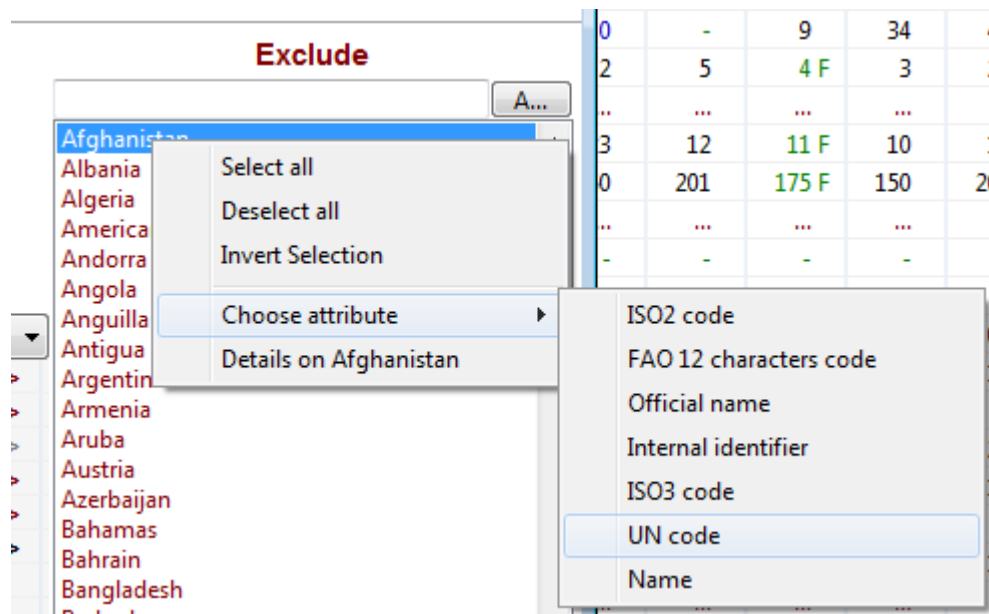 Exclude
A...
Afghanistan
Albania
Algeria
America
Andorra
Angola
Anguilla
Antigua
Argentin
Armenia
Aruba
Austria
Azerbaijan
Bahamas
Bahrain
Bangladesh
Select all
Deselect all
Invert Selection
Choose attribute
Details on Afghanistan
ISO2 code
FAO 12 characters code
Official name
Internal identifier
ISO3 code
UN code
Name
0 - 9 34
2 5 4 F 3
.. ... ... ...
3 12 11 F 10
0 201 175 F 150 20
.. ... ... ...
- - - -